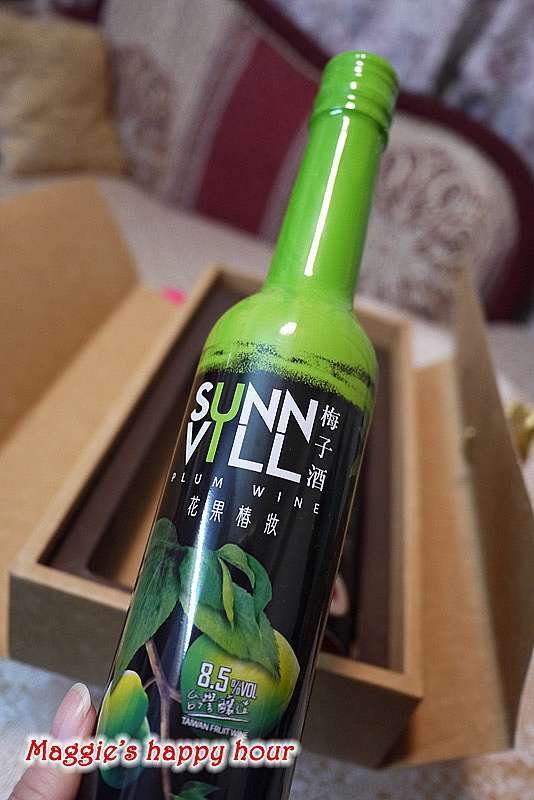 SUNN
VILL
梅子酒
PLUM WINE
花果椿妝
8.5%VOL
台灣釀造
TAIWAN FRUIT WINE
Maggie's happy hour